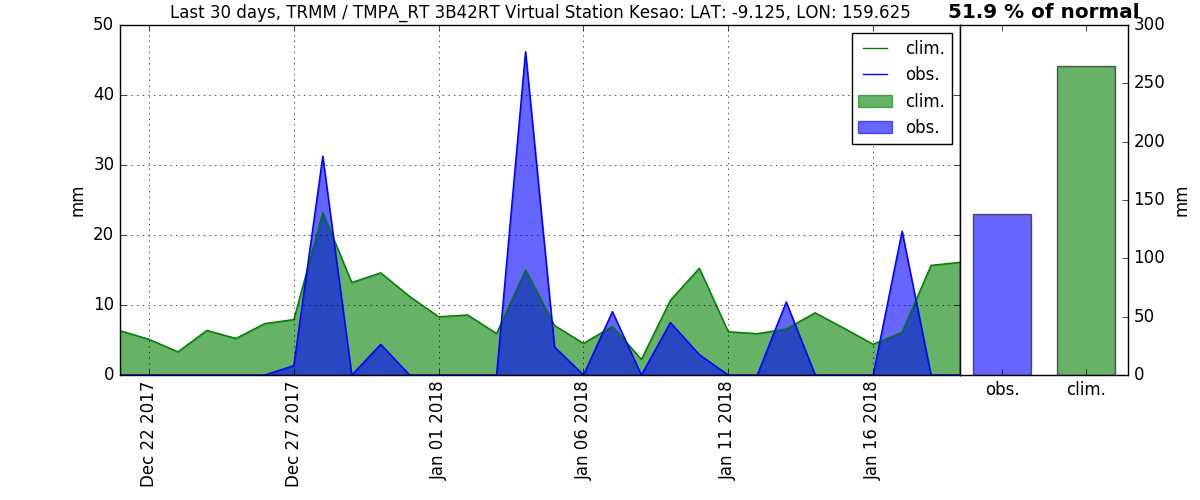 Last 30 days, TRMM / TMPA_RT 3B42RT Virtual Station Kesao: LAT: -9.125, LON: 159.625
51.9 % of normal
50
40
30
20
10
0
mm
clim.
obs.
clim.
obs.
Dec 22 2017
Dec 27 2017
Jan 01 2018
Jan 06 2018
Jan 11 2018
Jan 16 2018
300
250
200
150
100
50
0
mm
obs.
clim.